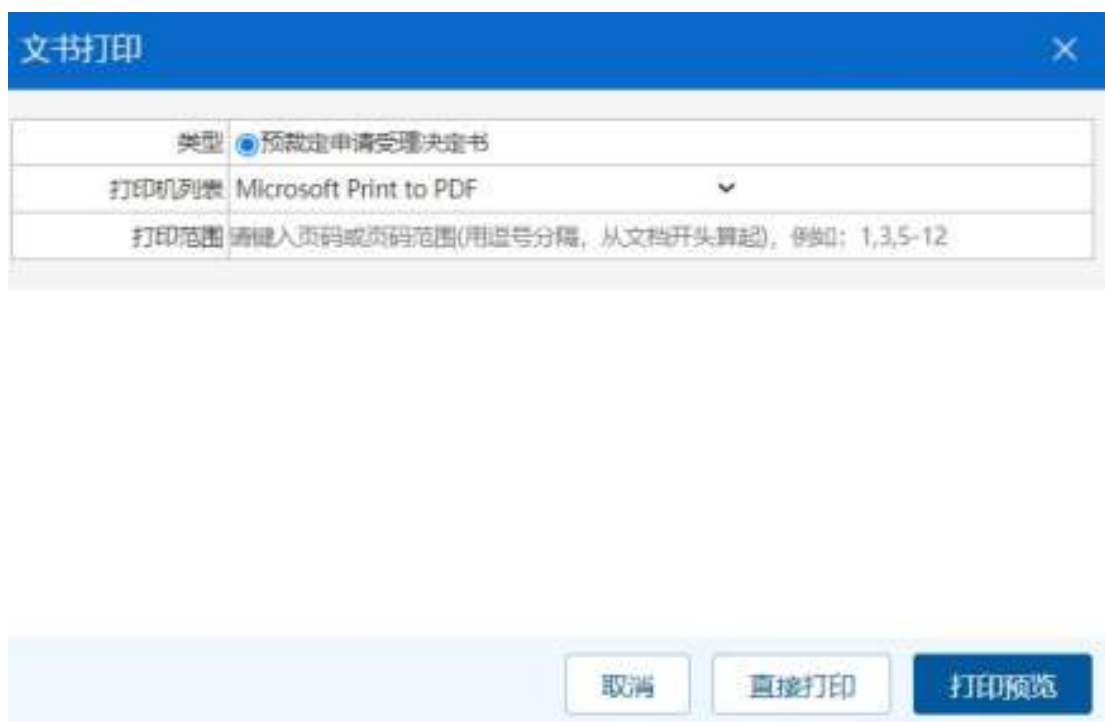 文书打印
类型 预裁定申请受理决定书
打印机列表 Microsoft Print to PDF
打印范围 请键入页码或页码范围(用逗号分隔，从文档开头算起)，例如：1,3,5-12
取消 直接打印 打印预览